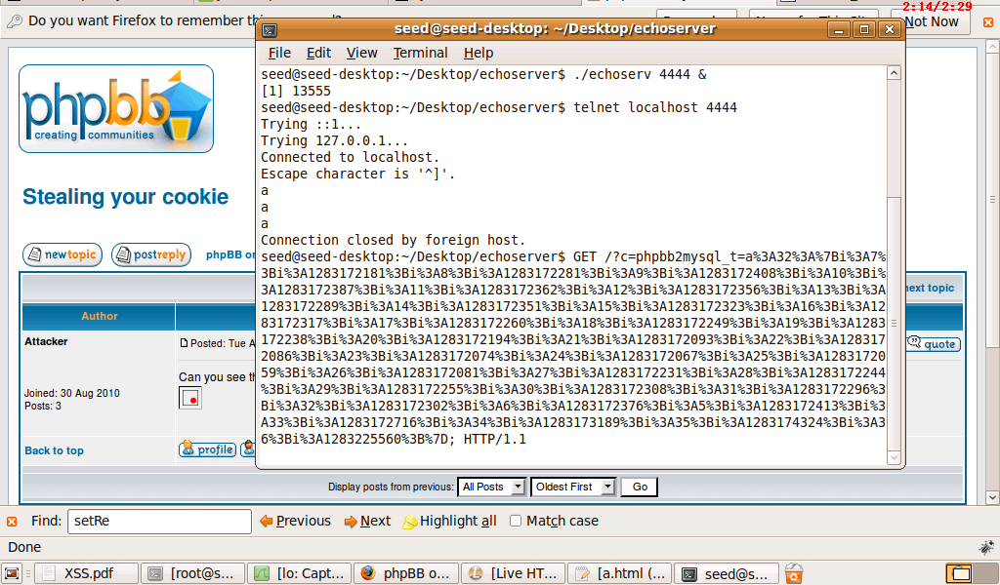 2:14/2:29
Do you want Firefox to remember this
Not Now
seed@seed-desktop: ~/Desktop/echoserver
File Edit View Terminal Help
seed@seed-desktop:~/Desktop/echoserver$ ./echoserv 4444 &
[1] 13555
seed@seed-desktop:~/Desktop/echoserver$ telnet localhost 4444
Trying ::1...
Trying 127.0.0.1...
Connected to localhost.
Escape character is '^]'.
a
a
a
Connection closed by foreign host.
seed@seed-desktop:~/Desktop/echoserver$ GET /?c=phpbb2mysql_t=a%3A32%3A%7Bi%3A7%
3Bi%3A1283172181%3Bi%3A8%3Bi%3A1283172281%3Bi%3A9%3Bi%3A1283172408%3Bi%3A10%3Bi%
3A1283172387%3Bi%3A11%3Bi%3A1283172362%3Bi%3A12%3Bi%3A1283172356%3Bi%3A13%3Bi%3A
1283172289%3Bi%3A14%3Bi%3A1283172351%3Bi%3A15%3Bi%3A1283172323%3Bi%3A16%3Bi%3A12
83172317%3Bi%3A17%3Bi%3A1283172260%3Bi%3A18%3Bi%3A1283172249%3Bi%3A19%3Bi%3A1283
172238%3Bi%3A20%3Bi%3A1283172194%3Bi%3A21%3Bi%3A1283172093%3Bi%3A22%3Bi%3A128317
2086%3Bi%3A23%3Bi%3A1283172074%3Bi%3A24%3Bi%3A1283172067%3Bi%3A25%3Bi%3A12831720
59%3Bi%3A26%3Bi%3A1283172081%3Bi%3A27%3Bi%3A1283172231%3Bi%3A28%3Bi%3A1283172244
%3Bi%3A29%3Bi%3A1283172255%3Bi%3A30%3Bi%3A1283172308%3Bi%3A31%3Bi%3A1283172296%3
Bi%3A32%3Bi%3A1283172302%3Bi%3A6%3Bi%3A1283172376%3Bi%3A5%3Bi%3A1283172413%3Bi%3
A33%3Bi%3A1283172716%3Bi%3A34%3Bi%3A1283173189%3Bi%3A35%3Bi%3A1283174324%3Bi%3A3
6%3Bi%3A1283225560%3B%7D; HTTP/1.1
phpBB
creating communities
Stealing your cookie
newtopic postreply phpBB
next topic
Author
Attacker
Posted: Tue
quote
Can you see
Joined: 30 Aug 2010
Posts: 3
Back to top
profile
Display posts from previous: All Posts Oldest First Go
Find: setRe Previous Next Highlight all Match case
Done
XSS.pdf [root@s... [lo: Capt... phpBB o... [Live HT... [a.html (... seed@s...